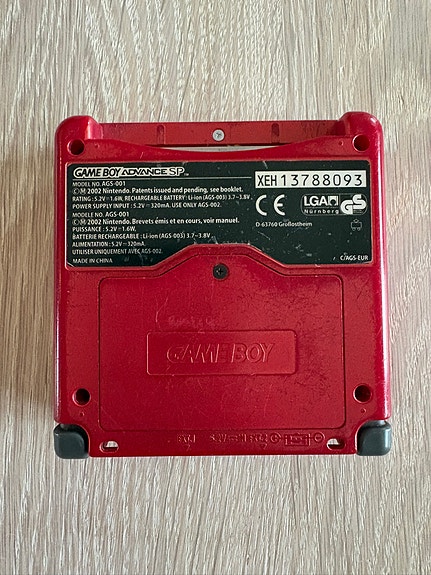 GAME BOY ADVANCE SP™
MODEL NO. AGS-001
Ⓜ© 2002 Nintendo. Patents issued and pending, see booklet.
RATING : 5.2V⎓1.6W, RECHARGEABLE BATTERY : Li-ion (AGS-003) 3.7⎓3.8V
POWER SUPPLY INPUT : 5.2V⎓320mA. USE ONLY AGS-002.
MODELE NO. AGS-001
Ⓜ© 2002 Nintendo. Brevets émis et en cours, voir manuel.
PUISSANCE : 5.2V⎓1.6W,
BATTERIE RECHARGEABLE : Li-ion (AGS-003) 3.7⎓3.8V
ALIMENTATION : 5.2V⎓320mA.
UTILISER UNIQUEMENT AVEC AGS-002.
MADE IN CHINA
XEH13788093
CE
LGA
Nürnberg
GS
D-63760 Großostheim
C/AGS-EUR
GAME BOY